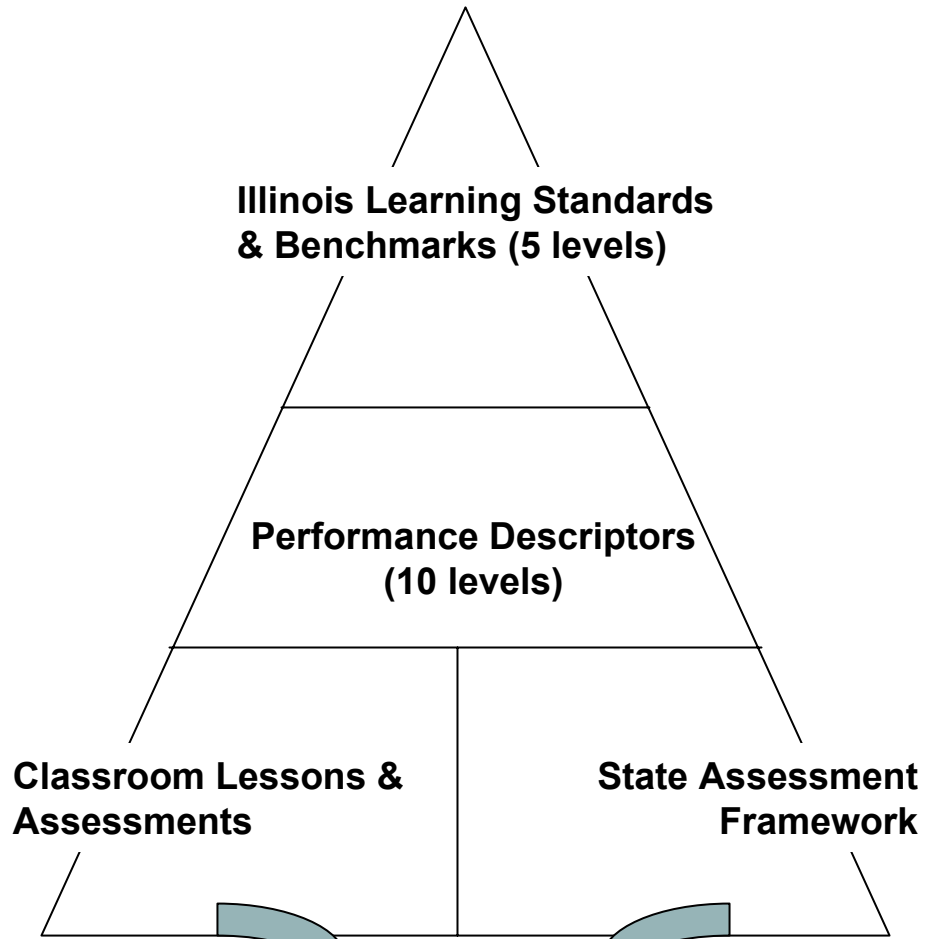 Illinois Learning Standards
& Benchmarks (5 levels)
Performance Descriptors
(10 levels)
Classroom Lessons &
Assessments
State Assessment
Framework